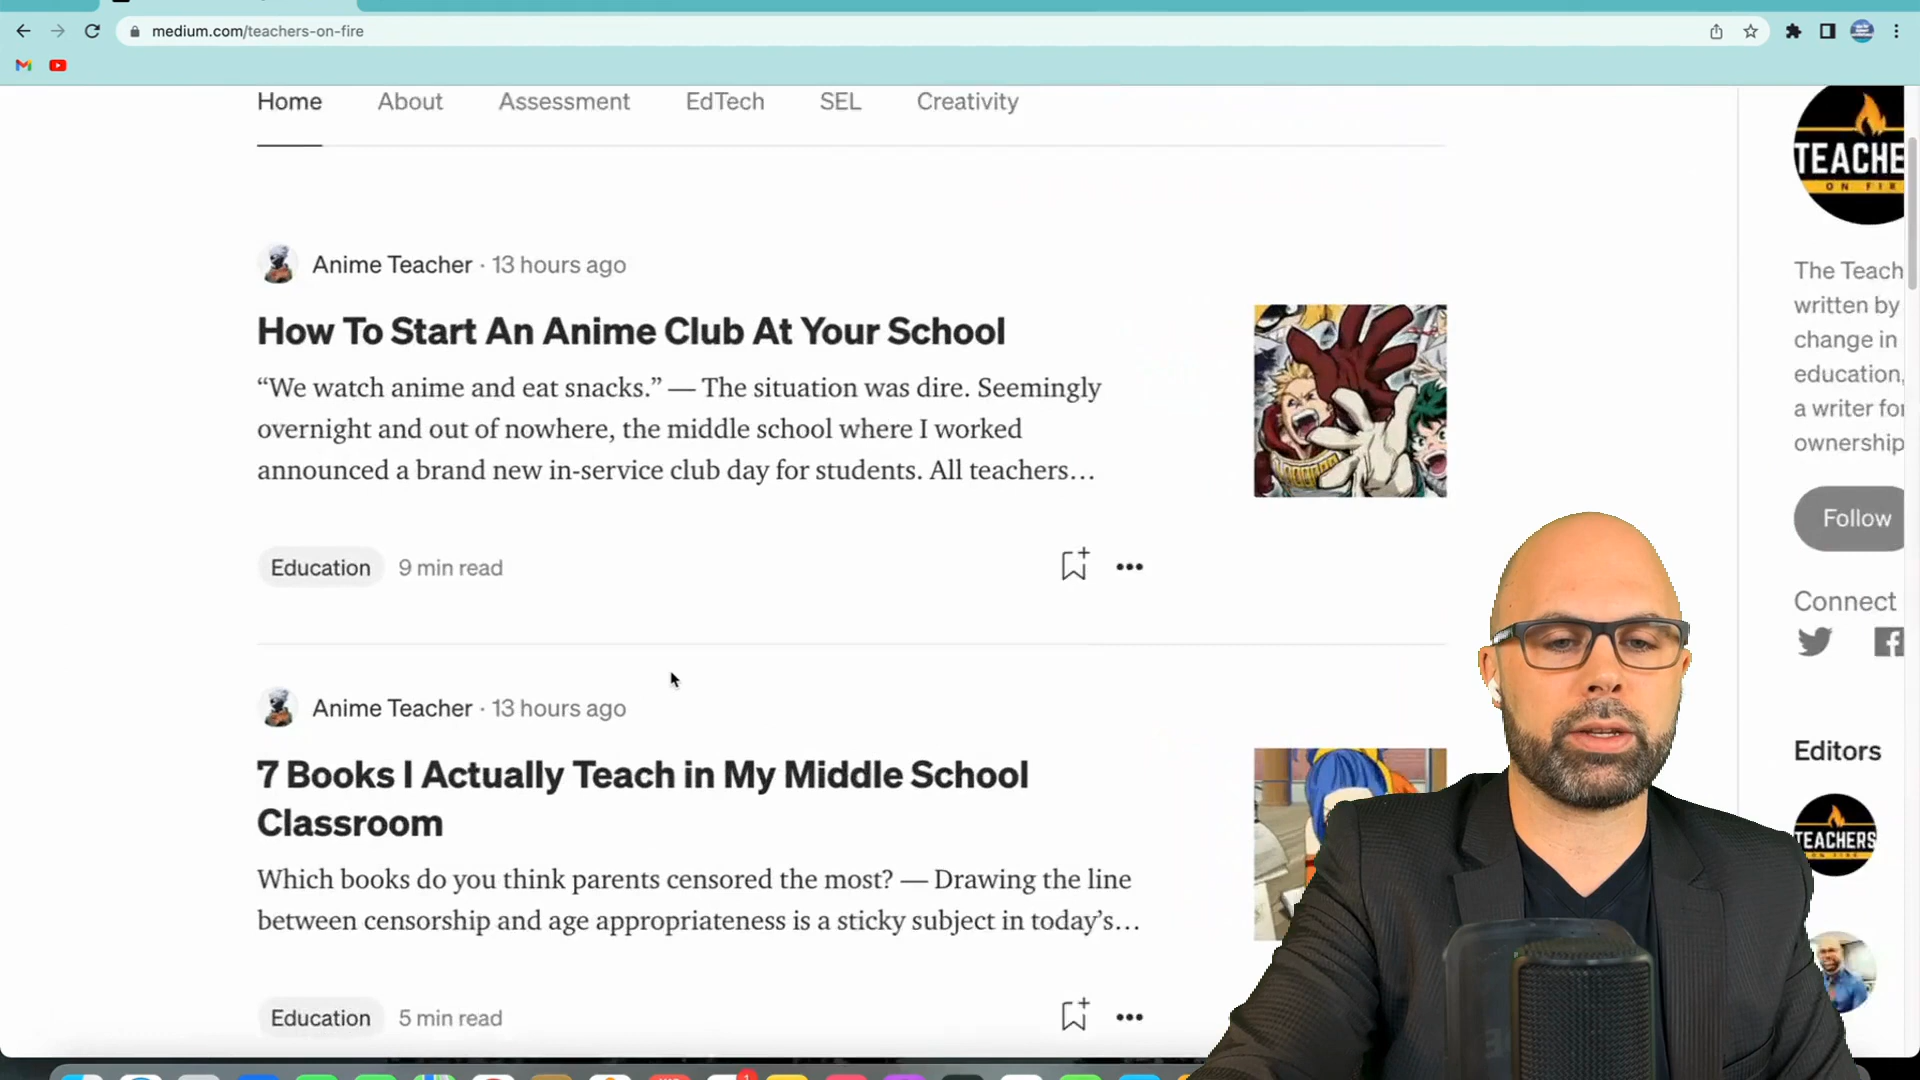 medium.com/teachers-on-fire
Home About Assessment EdTech SEL Creativity
Anime Teacher · 13 hours ago
How To Start An Anime Club At Your School
“We watch anime and eat snacks.” — The situation was dire. Seemingly
overnight and out of nowhere, the middle school where I worked
announced a brand new in-service club day for students. All teachers…
Education 9 min read
Anime Teacher · 13 hours ago
7 Books I Actually Teach in My Middle School
Classroom
Which books do you think parents censored the most? — Drawing the line
between censorship and age appropriateness is a sticky subject in today’s…
Education 5 min read
TEACHE
ON FIR
The Teach
written by
change in
education,
a writer for
ownership
Follow
Connect
Editors
TEACHERS
1